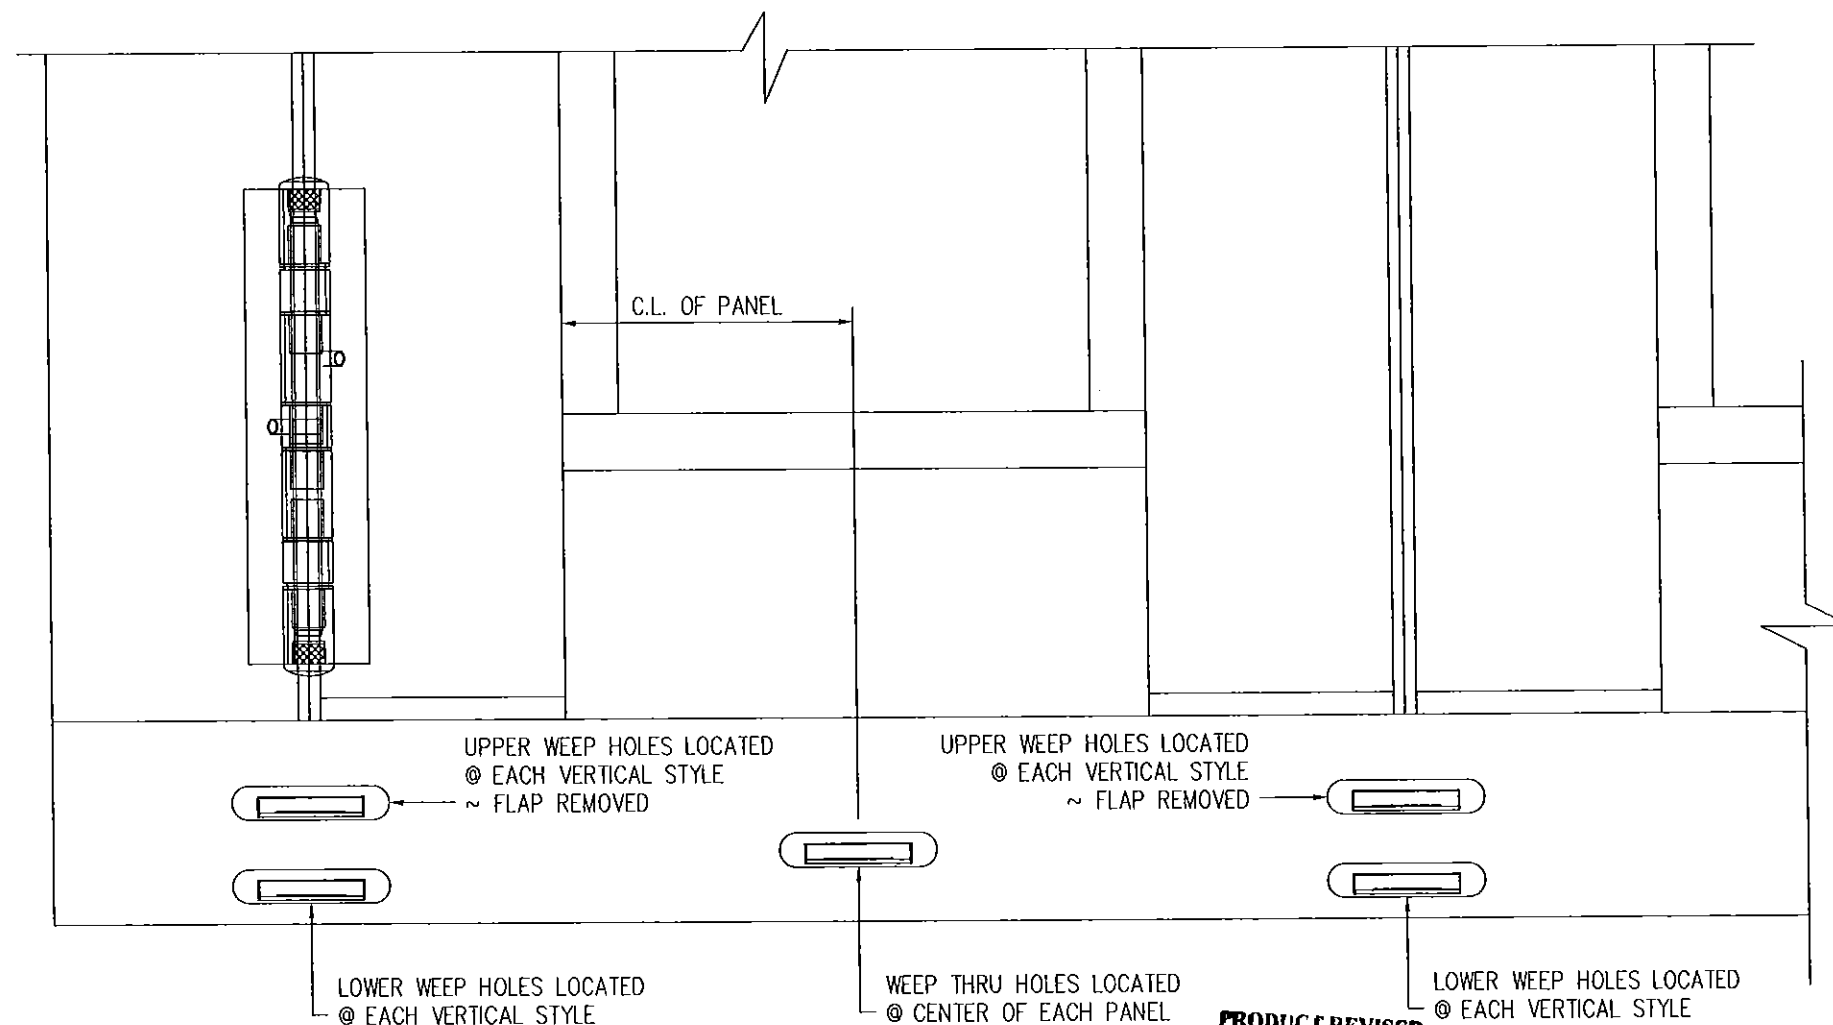 C.L. OF PANEL
UPPER WEEP HOLES LOCATED
@ EACH VERTICAL STYLE
~ FLAP REMOVED
UPPER WEEP HOLES LOCATED
@ EACH VERTICAL STYLE
~ FLAP REMOVED
LOWER WEEP HOLES LOCATED
@ EACH VERTICAL STYLE
WEEP THRU HOLES LOCATED
@ CENTER OF EACH PANEL
LOWER WEEP HOLES LOCATED
@ EACH VERTICAL STYLE
PRODUCT REVISED